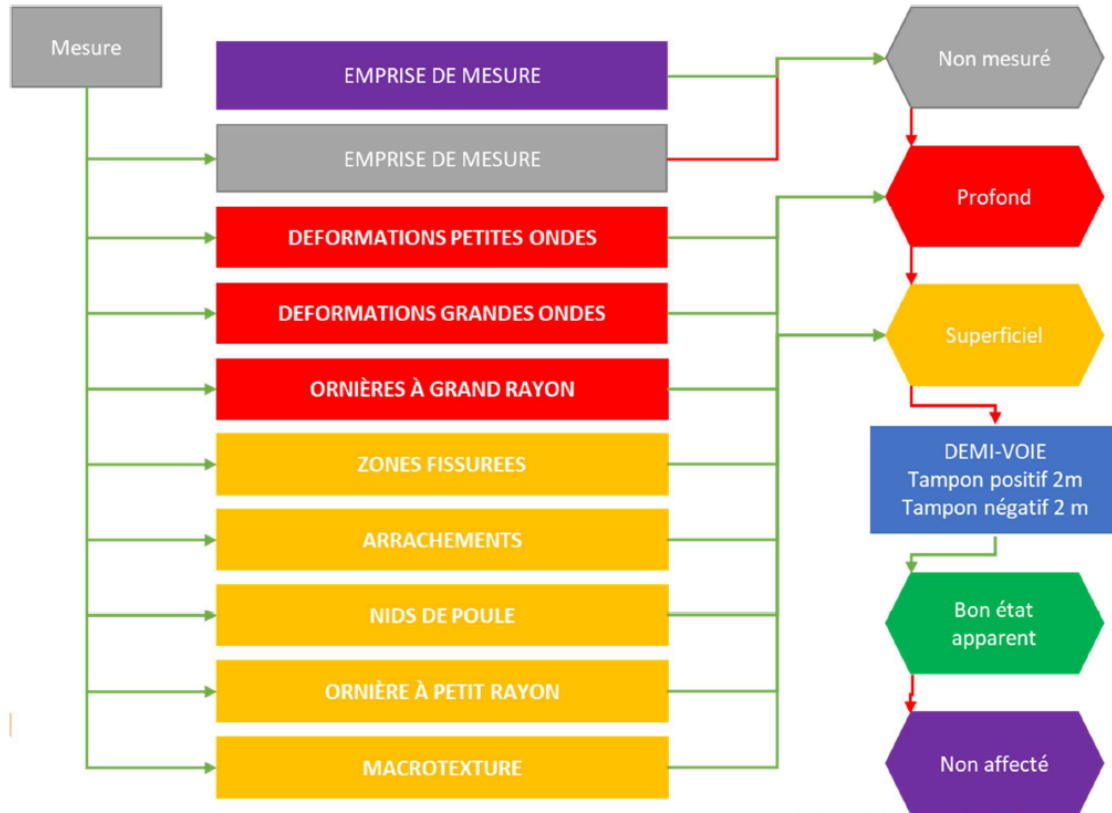 Mesure
EMPRISE DE MESURE
EMPRISE DE MESURE
DEFORMATIONS PETITES ONDES
DEFORMATIONS GRANDES ONDES
ORNIÈRES À GRAND RAYON
ZONES FISSUREES
ARRACHEMENTS
NIDS DE POULE
ORNIÈRE À PETIT RAYON
MACROTEXTURE
Non mesuré
Profond
Superficiel
DEMI-VOIE
Tampon positif 2m
Tampon négatif 2 m
Bon état
apparent
Non affecté